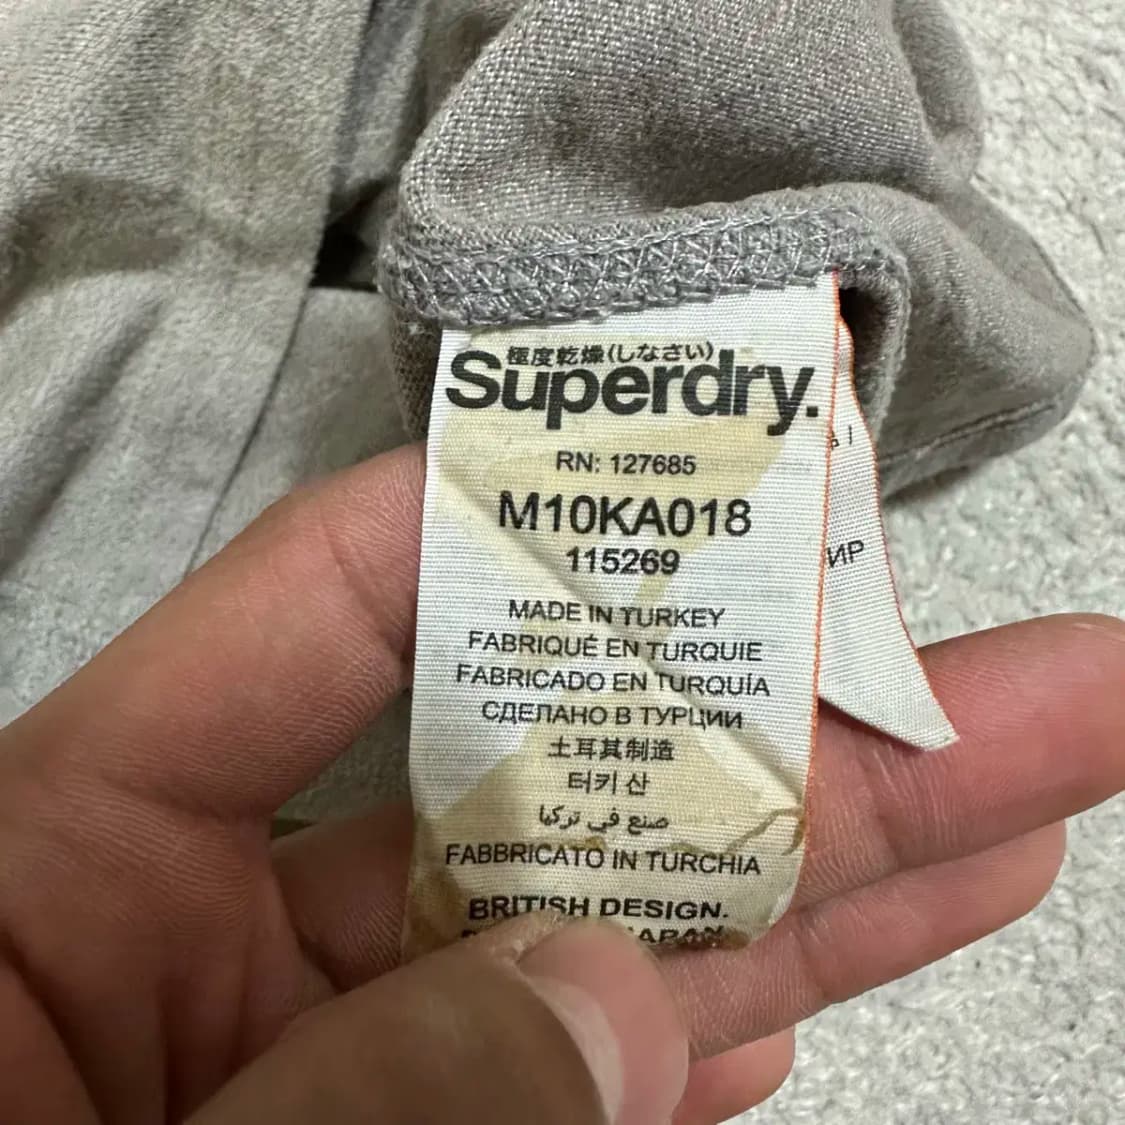 極度乾燥(しなさい)
Superdry.
RN: 127685
M10KA018
115269
MADE IN TURKEY
FABRIQUÉ EN TURQUIE
FABRICADO EN TURQUÍA
СДЕЛАНО В ТУРЦИИ
土耳其制造
터키 산
صنع في تركيا
FABBRICATO IN TURCHIA
BRITISH DESIGN.
JAPAN
ИР